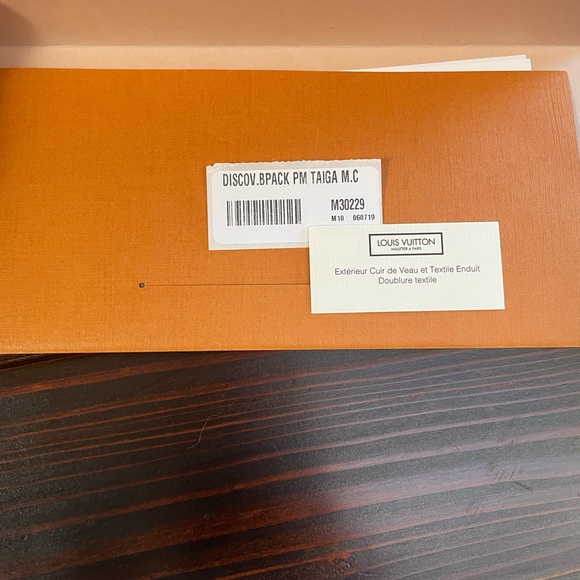 DISCOV.BPACK PM TAIGA M.C
M30229
M10 060719
LOUIS VUITTON
MALLETIER A PARIS
Extérieur Cuir de Veau et Textile Enduit
Doublure textile